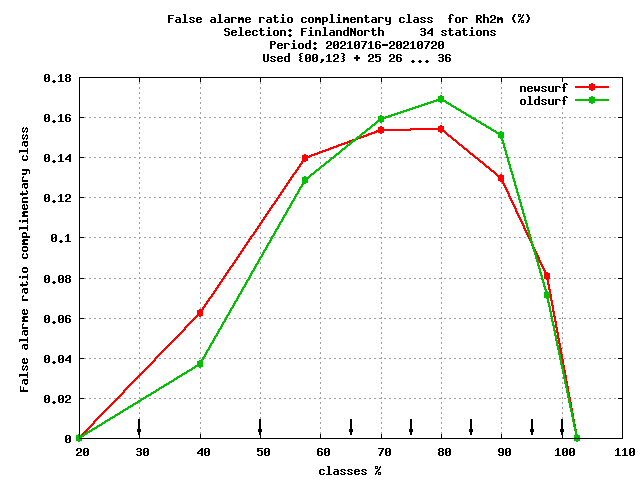 False alarme ratio complimentary class  for Rh2m (%)
Selection: FinlandNorth     34 stations
Period: 20210716-20210720
Used {00,12} + 25 26 ... 36
newsurf
oldsurf
False alarme ratio complimentary class
0.18
0.16
0.14
0.12
0.1
0.08
0.06
0.04
0.02
0
20 30 40 50 60 70 80 90 100 110
classes %